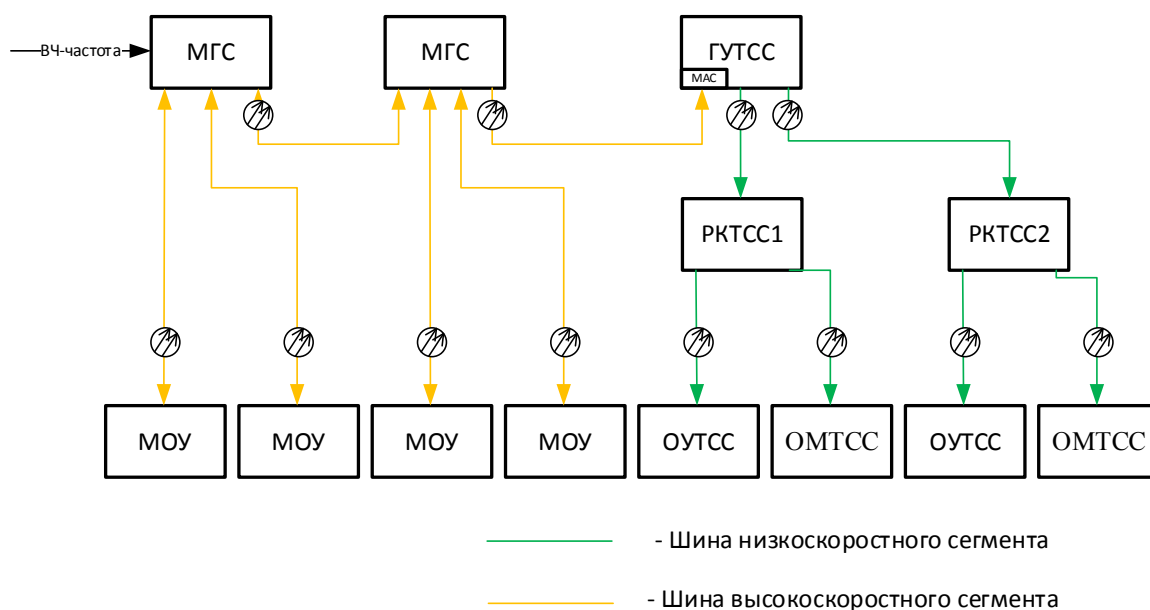 ВЧ-частота
МГС
МГС
ГУТСС
МАС
РКТСС1
РКТСС2
МОУ
МОУ
МОУ
МОУ
ОУТСС
ОМТСС
ОУТСС
ОМТСС
- Шина низкоскоростного сегмента
- Шина высокоскоростного сегмента